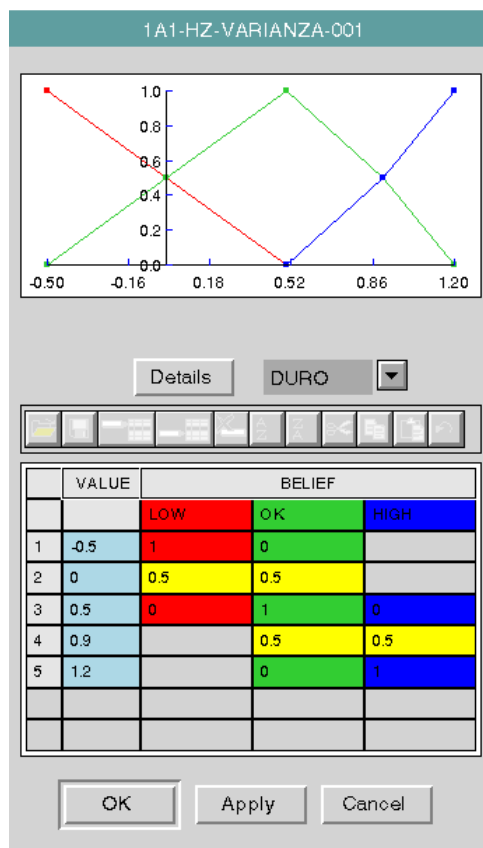 1A1-HZ-VARIANZA-001
1.0
0.8
0.6
0.4
0.2
0.0
-0.50 -0.16 0.18 0.52 0.86 1.20
Details DURO
A Z Z A
VALUE BELIEF
LOW OK HIGH
1 -0.5 1 0
2 0 0.5 0.5
3 0.5 0 1 0
4 0.9 0.5 0.5
5 1.2 0 1
OK Apply Cancel